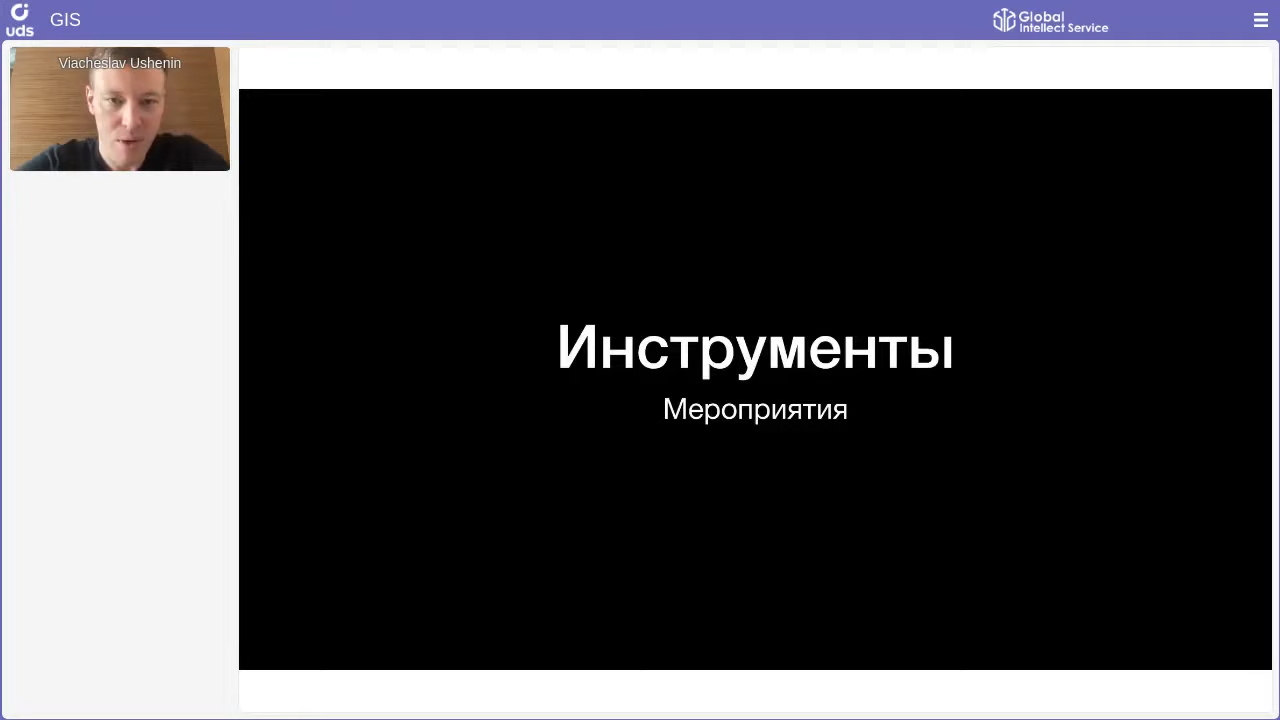 uds
GIS
Global
Intellect Service
Viacheslav Ushenin
Инструменты
Мероприятия